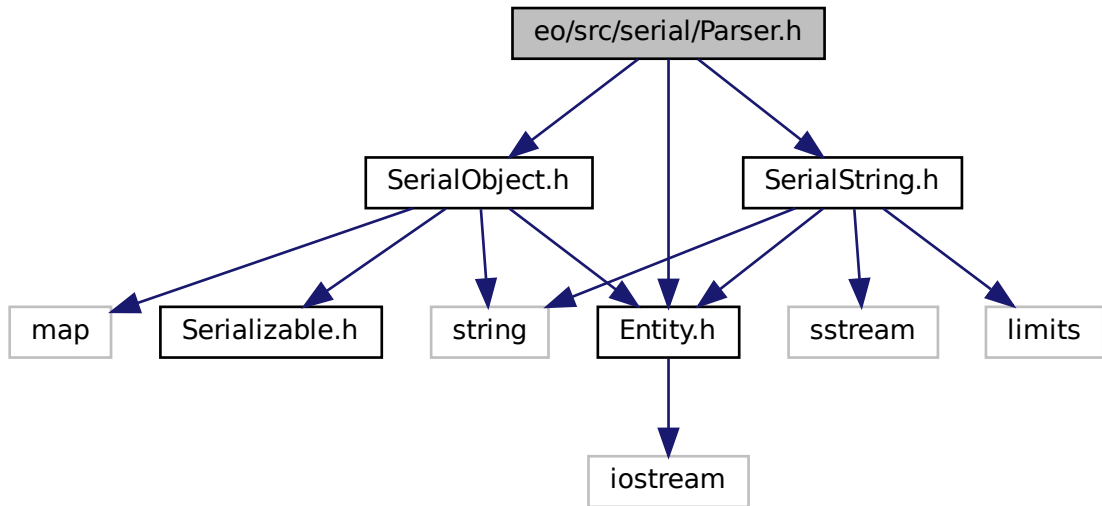 eo/src/serial/Parser.h
SerialObject.h
SerialString.h
map
Serializable.h
string
Entity.h
sstream
limits
iostream